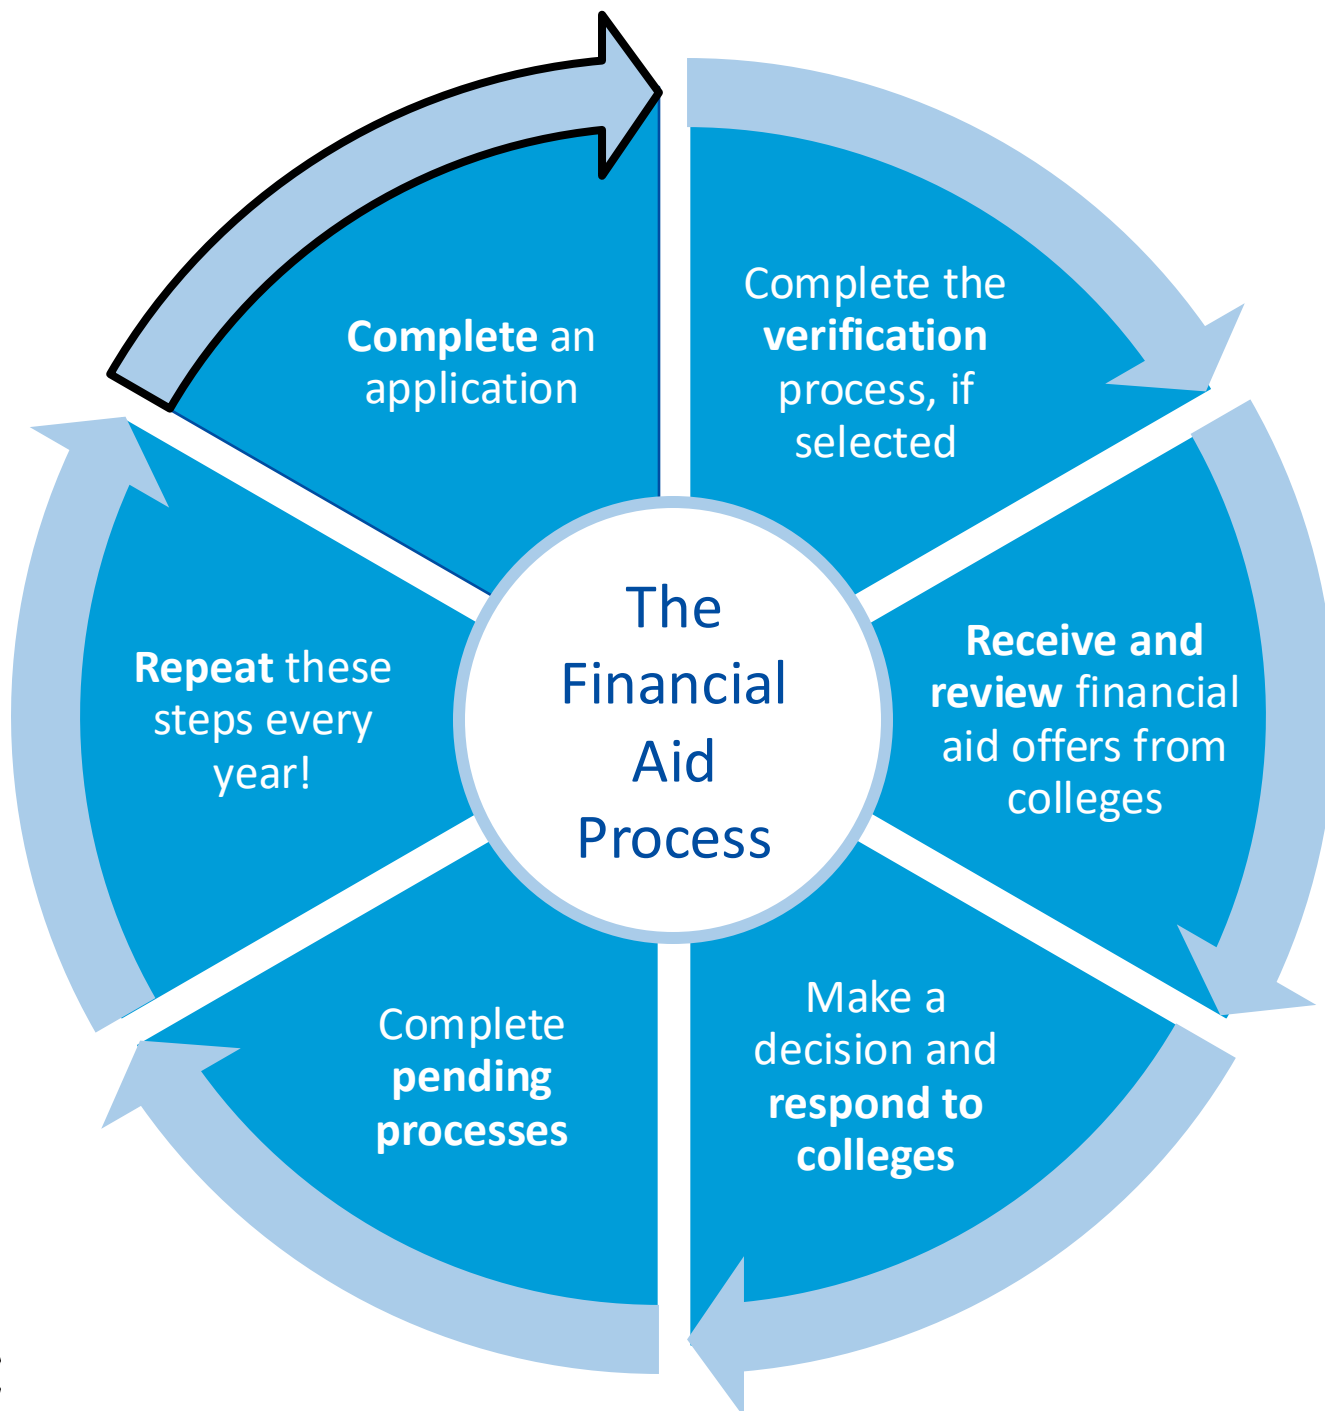 The
Financial
Aid
Process
Complete an
application
Complete the
verification
process, if
selected
Receive and
review financial
aid offers from
colleges
Make a
decision and
respond to
colleges
Complete
pending
processes
Repeat these
steps every
year!